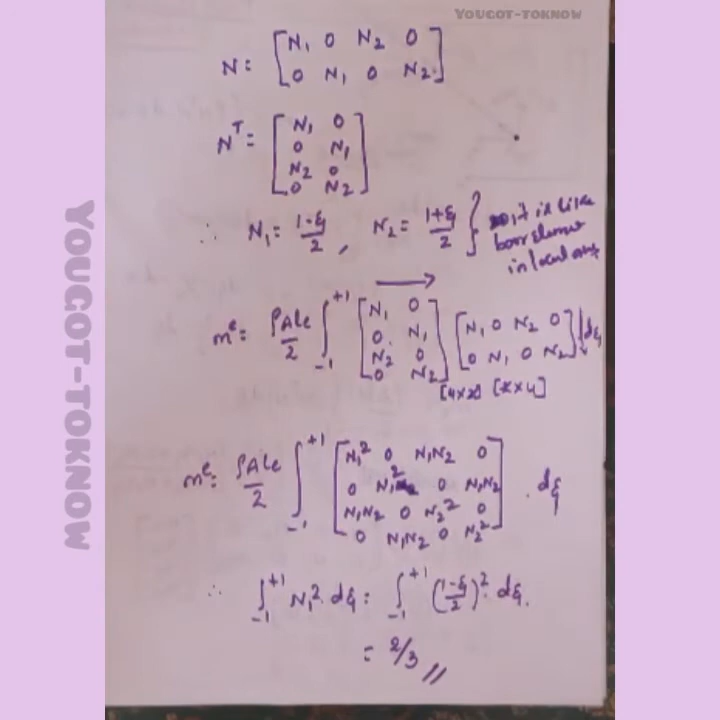 YOUGOT-TOKNOW
YOUGOT-TOKNOW
N = [N₁ 0 N₂ 0
0 N₁ 0 N₂]
Nᵀ = [N₁ 0
0 N₁
N₂ 0
0 N₂]
∴ N₁ = (1-ξ)/2 , N₂ = (1+ξ)/2 } it is like
bar element
in local axis
mᵉ = ρAle/2 ∫₋₁⁺¹ [N₁ 0
0 N₁
N₂ 0
0 N₂] [N₁ 0 N₂ 0
0 N₁ 0 N₂] dξ
[4×2] [2×4]
mᵉ = ρAle/2 ∫₋₁⁺¹ [N₁² 0 N₁N₂ 0
0 N₁² 0 N₁N₂
N₁N₂ 0 N₂² 0
0 N₁N₂ 0 N₂²] . dξ
∴ ∫₋₁⁺¹ N₁² . dξ = ∫₋₁⁺¹ ((1-ξ)/2)² . dξ.
= 2/3 //